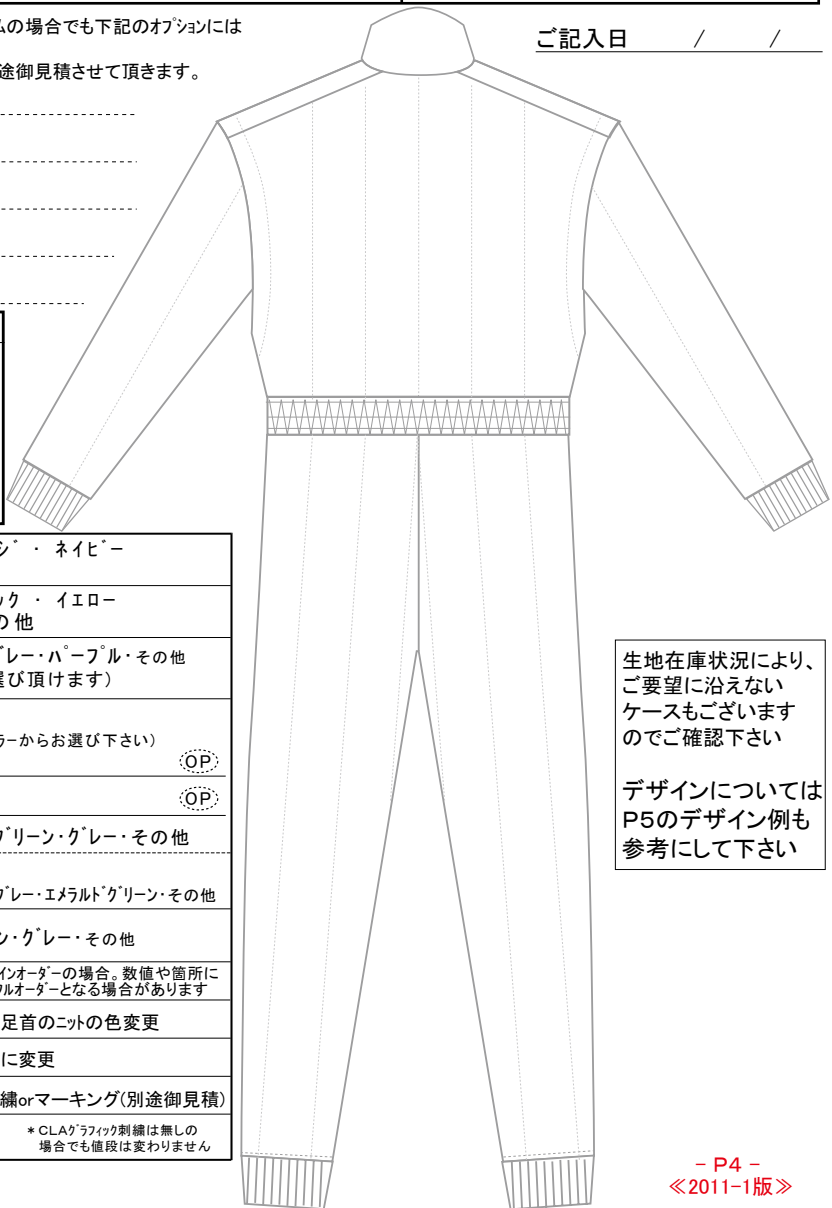 ムの場合でも下記のオプションには
ご記入日　　/　　/
途御見積させて頂きます。
ジ ・ ネイビー
ック ・ イエロー
の他
グレー・パープル・その他
選び頂けます)
ラーからお選び下さい)
OP
OP
グリーン・グレー・その他
グレー・エメラルドグリーン・その他
ン・グレー・その他
インオーダーの場合。数値や箇所に
フルオーダーとなる場合があります
足首のニットの色変更
に変更
繍orマーキング(別途御見積)
*CLAグラフィック刺繍は無しの
場合でも値段は変わりません
生地在庫状況により、
ご要望に沿えない
ケースもございます
のでご確認下さい
デザインについては
P5のデザイン例も
参考にして下さい
- P4 -
≪2011-1版≫